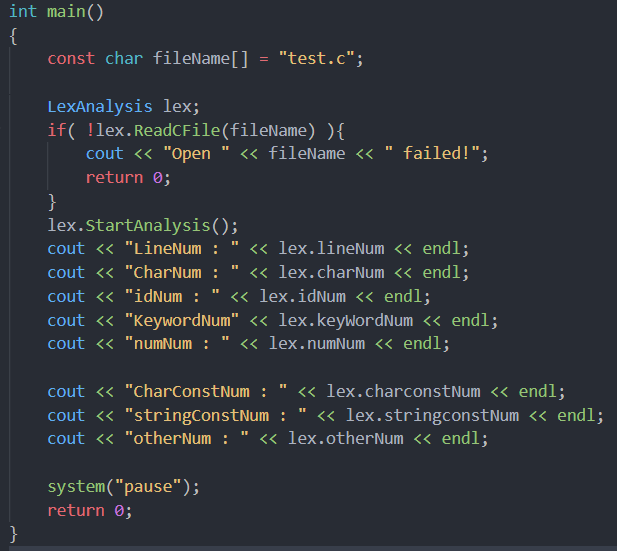 int main()
{
    const char fileName[] = "test.c";

    LexAnalysis lex;
    if( !lex.ReadCFile(fileName) ){
        cout << "Open " << fileName << " failed!";
        return 0;
    }
    lex.StartAnalysis();
    cout << "LineNum : " << lex.lineNum << endl;
    cout << "CharNum : " << lex.charNum << endl;
    cout << "idNum : " << lex.idNum << endl;
    cout << "KeywordNum" << lex.keyWordNum << endl;
    cout << "numNum : " << lex.numNum << endl;

    cout << "CharConstNum : " << lex.charconstNum << endl;
    cout << "stringConstNum : " << lex.stringconstNum << endl;
    cout << "otherNum : " << lex.otherNum << endl;

    system("pause");
    return 0;
}